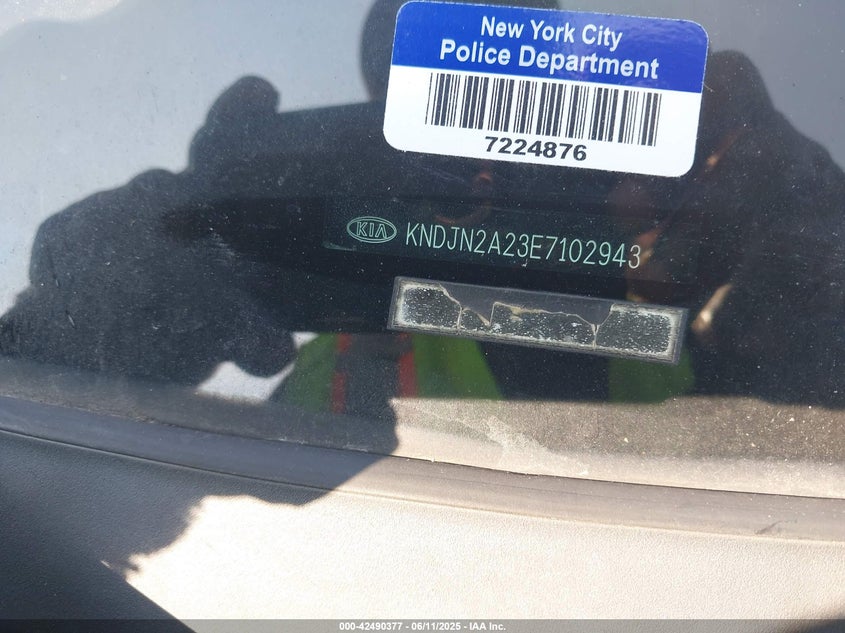 New York City
Police Department
7224876
KIA KNDJN2A23E7102943
000-42490377 - 06/11/2025 - IAA Inc.